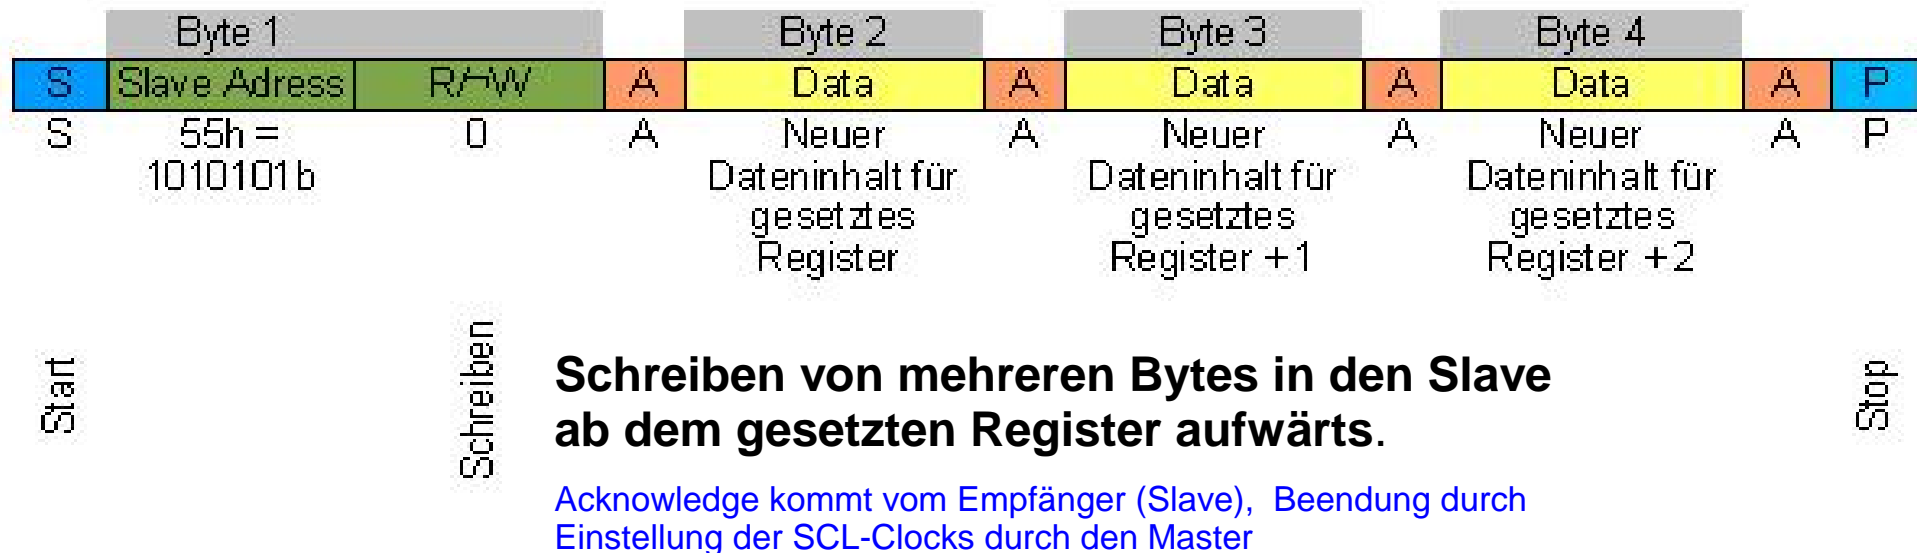 Byte 1 Byte 2 Byte 3 Byte 4
S Slave Adress R/W A Data A Data A Data A P
S 55h = 0 A Neuer A Neuer A Neuer A P
1010101b Dateninhalt für Dateninhalt für Dateninhalt für
gesetztes gesetztes gesetztes
Register Register +1 Register +2
Start Schreiben Stop
Schreiben von mehreren Bytes in den Slave
ab dem gesetzten Register aufwärts.
Acknowledge kommt vom Empfänger (Slave), Beendung durch
Einstellung der SCL-Clocks durch den Master